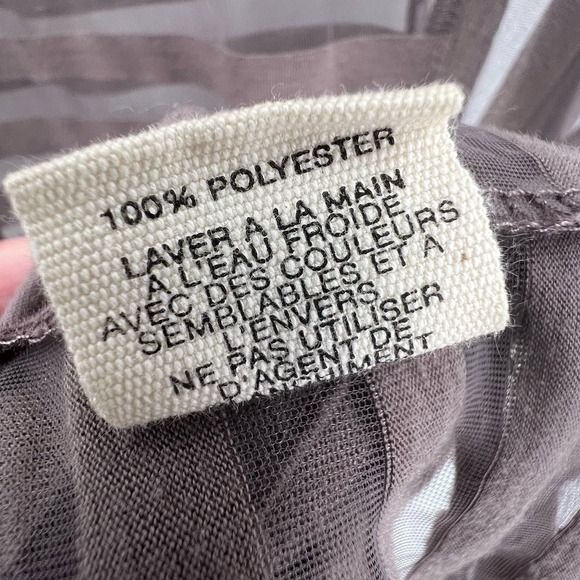 100% POLYESTER
LAVER A LA MAIN
A L'EAU FROIDE
AVEC DES COULEURS
SEMBLABLES ET A
L'ENVERS
NE PAS UTILISER
D'AGENT DE